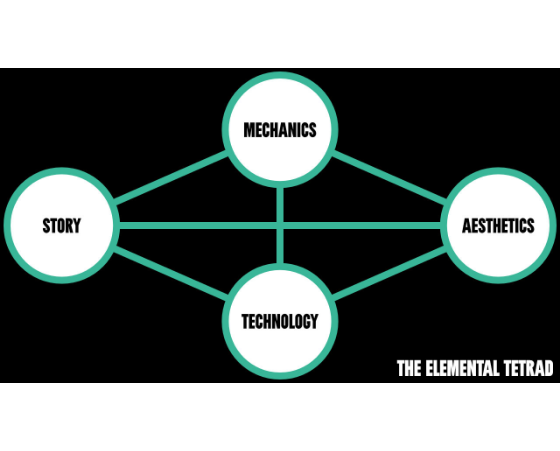 MECHANICS
STORY
AESTHETICS
TECHNOLOGY
THE ELEMENTAL TETRAD